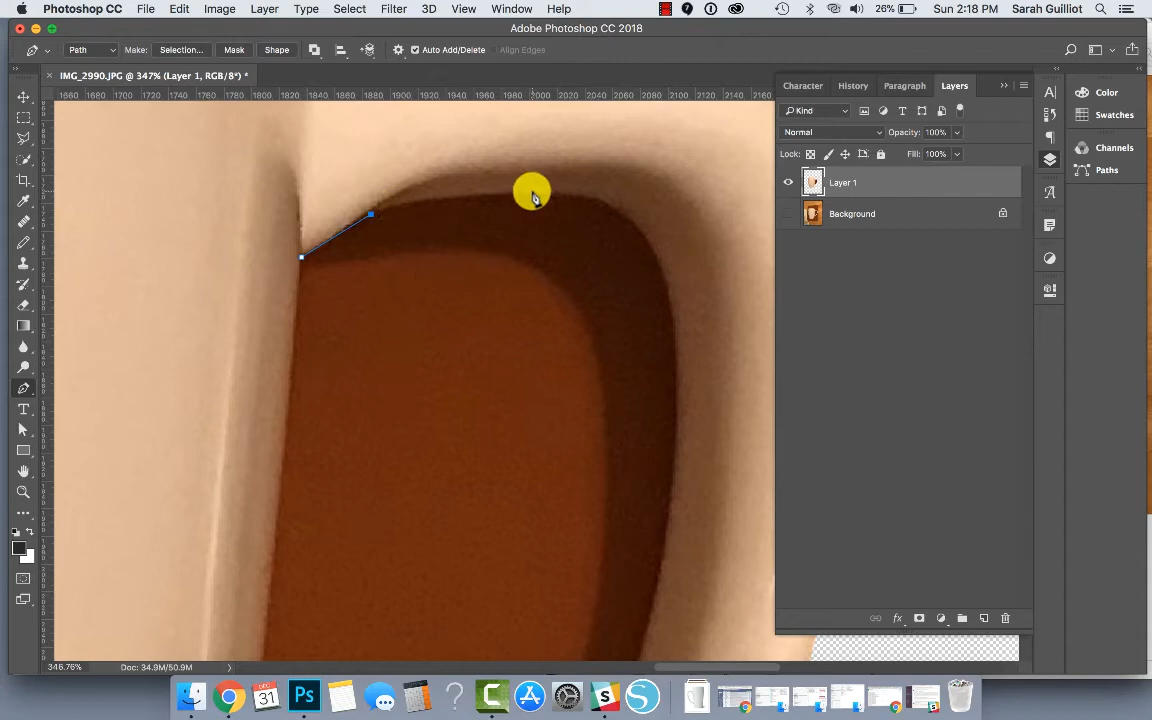 Photoshop CC File Edit Image Layer Type Select Filter 3D View Window Help 26% Sun 2:18 PM Sarah Guilliot
Adobe Photoshop CC 2018
Path Make: Selection... Mask Shape Auto Add/Delete Align Edges
IMG_2990.JPG @ 347% (Layer 1, RGB/8*) *
1660 1680 1700 1720 1740 1760 1780 1800 1820 1840 1860 1880 1900 1920 1940 1960 1980 2000 2020 2040 2060 2080 2100 2120 2140 2160
Character History Paragraph Layers
Color
Kind
Swatches
Normal Opacity: 100%
Channels
Lock: Fill: 100%
Paths
Layer 1
Background
346.76% Doc: 34.9M/50.9M
DEC
31
Ps